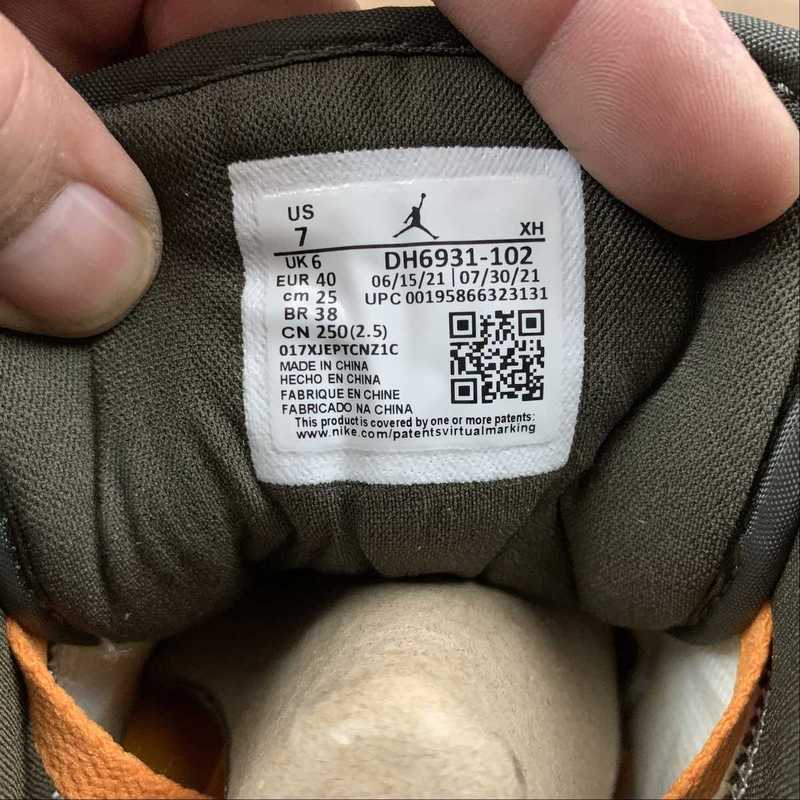 US
7
XH
UK 6
DH6931-102
EUR 40
06/15/21 | 07/30/21
cm 25
UPC 00195866323131
BR 38
CN 250(2.5)
017XJEPTCNZ1C
MADE IN CHINA
HECHO EN CHINA
FABRIQUE EN CHINE
FABRICADO NA CHINA
This product is covered by one or more patents:
www.nike.com/patentsvirtualmarking